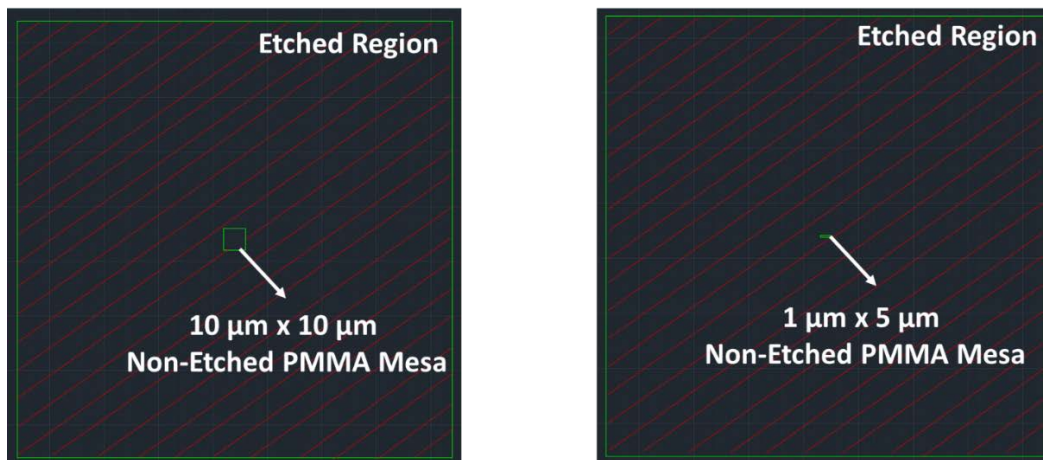 Etched Region
10 µm x 10 µm
Non-Etched PMMA Mesa
Etched Region
1 µm x 5 µm
Non-Etched PMMA Mesa